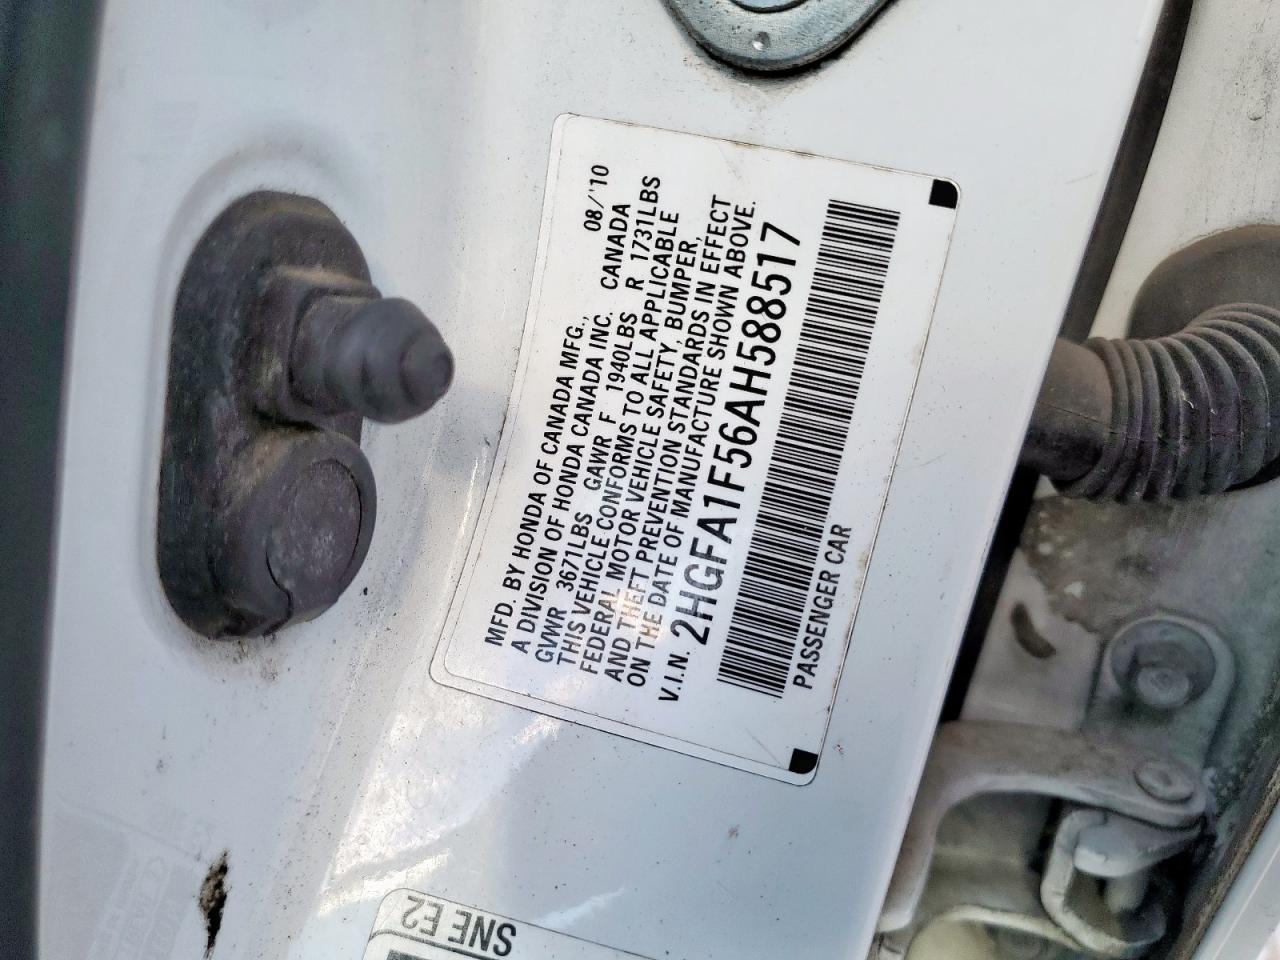 MFD. BY HONDA OF CANADA MFG.,
A DIVISION OF HONDA CANADA INC. CANADA 08/'10
GVWR 3671LBS GAWR F 1940LBS R 1731LBS
THIS VEHICLE CONFORMS TO ALL APPLICABLE
FEDERAL MOTOR VEHICLE SAFETY, BUMPER,
AND THEFT PREVENTION STANDARDS IN EFFECT
ON THE DATE OF MANUFACTURE SHOWN ABOVE.
V.I.N. 2HGFA1F56AH588517
PASSENGER CAR
SNE E2